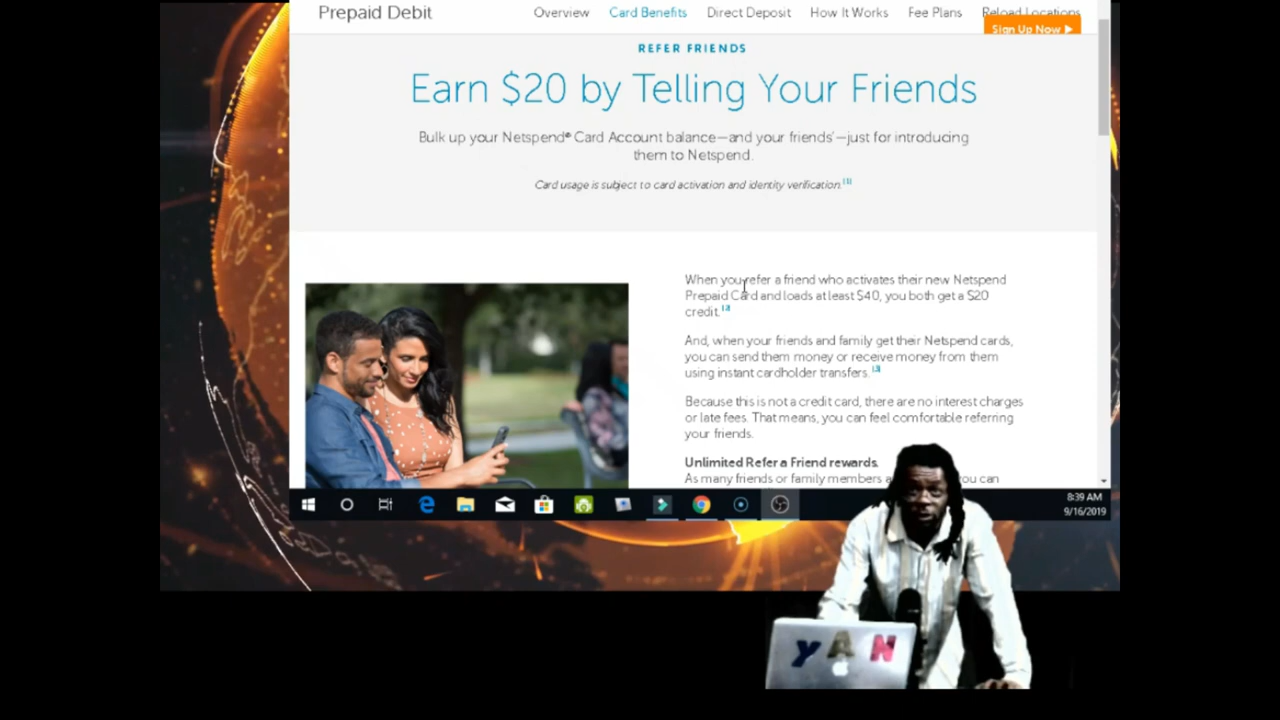 Prepaid Debit
Overview Card Benefits Direct Deposit How It Works Fee Plans Reload Locations
Sign Up Now
REFER FRIENDS
Earn $20 by Telling Your Friends
Bulk up your Netspend® Card Account balance—and your friends'—just for introducing
them to Netspend.
Card usage is subject to card activation and identity verification.[1]
When you refer a friend who activates their new Netspend
Prepaid Card and loads at least $40, you both get a $20
credit. [2]
And, when your friends and family get their Netspend cards,
you can send them money or receive money from them
using instant cardholder transfers. [3]
Because this is not a credit card, there are no interest charges
or late fees. That means, you can feel comfortable referring
your friends.
Unlimited Refer a Friend rewards.
As many friends or family members you can
8:39 AM
9/16/2019
YAN